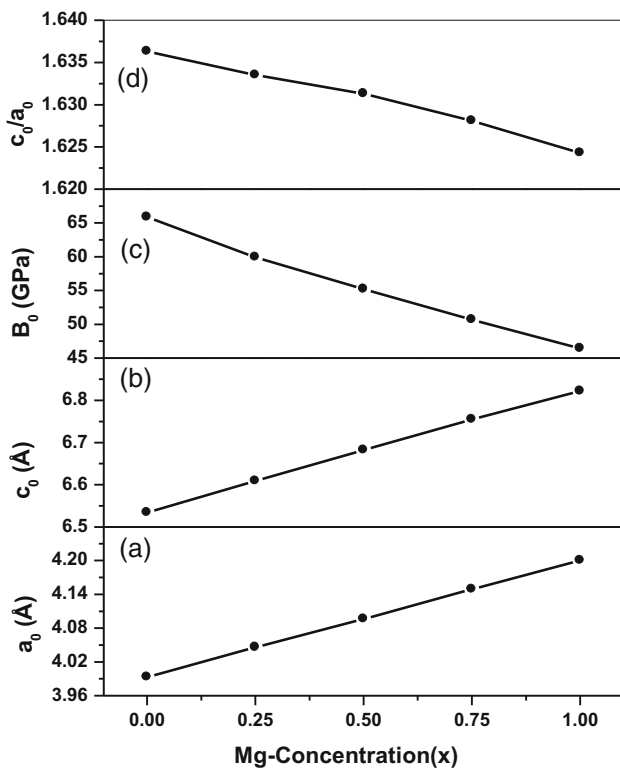 1.640
1.635
1.630
1.625
1.620
c₀/a₀
(d)
65
60
55
50
45
B₀ (GPa)
(c)
6.8
6.7
6.6
6.5
c₀ (Å)
(b)
4.20
4.14
4.08
4.02
3.96
a₀ (Å)
(a)
0.00 0.25 0.50 0.75 1.00
Mg-Concentration(x)